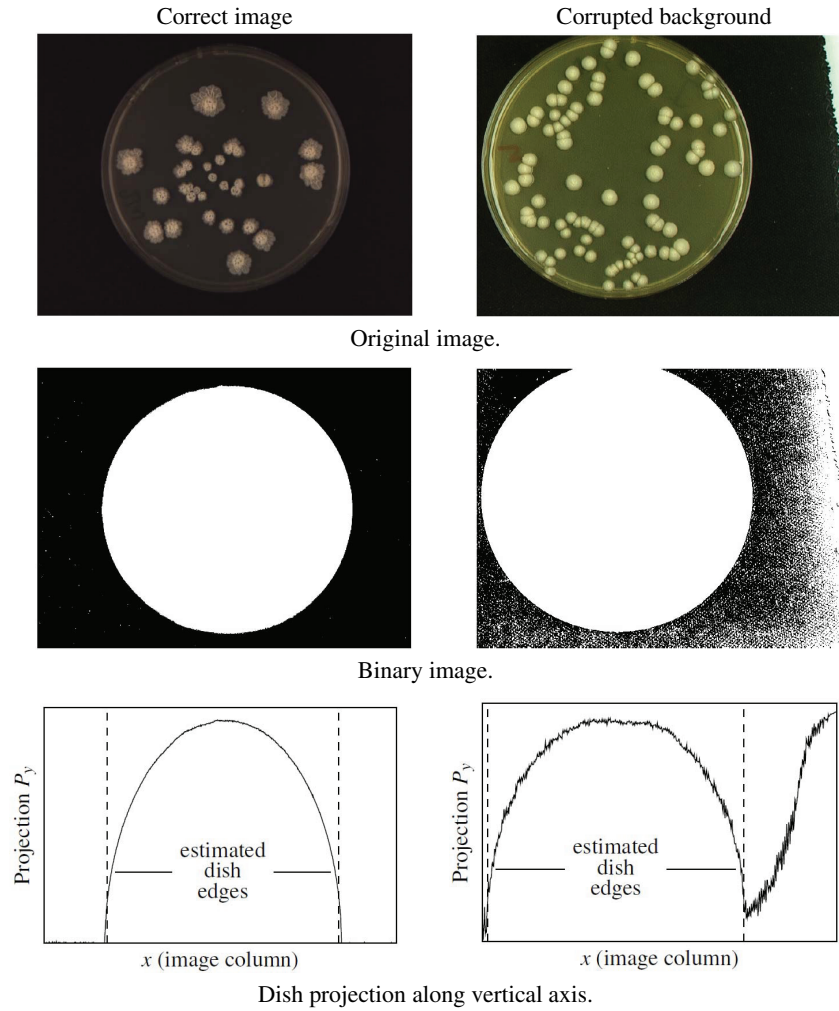 Correct image
Corrupted background
Original image.
Binary image.
Projection P_y
estimated
dish
edges
x (image column)
Projection P_y
estimated
dish
edges
x (image column)
Dish projection along vertical axis.